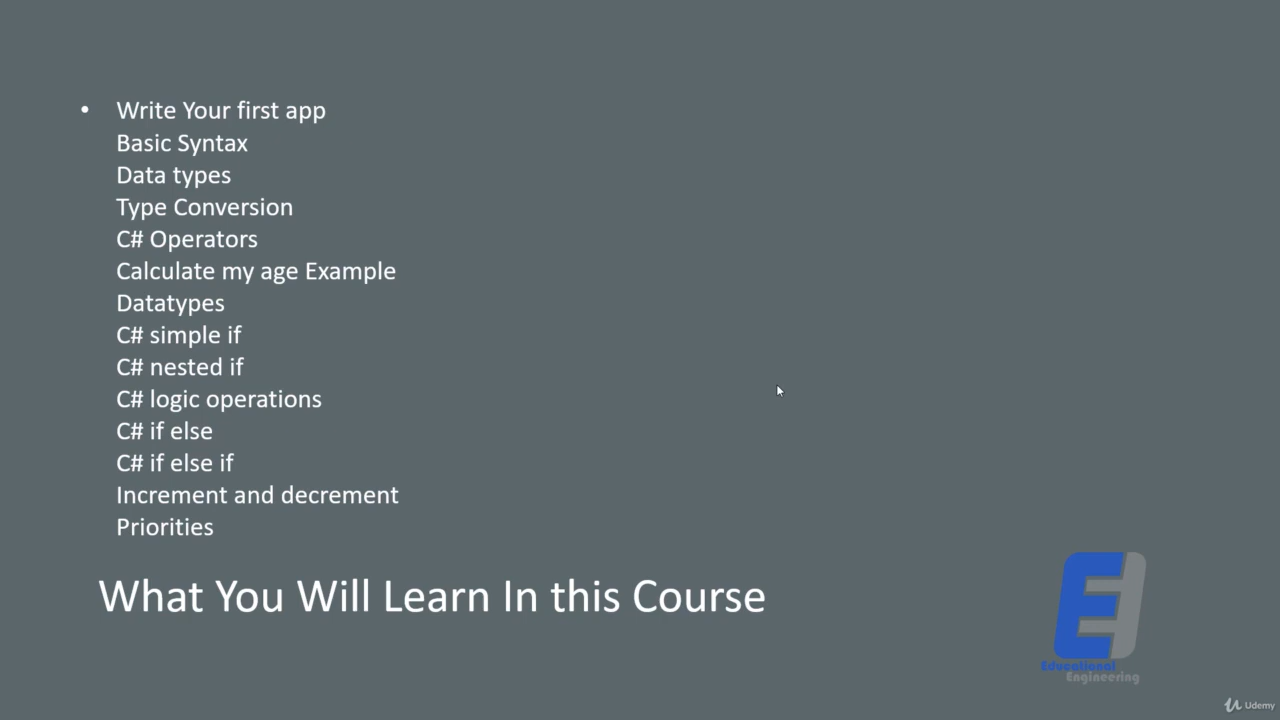 • Write Your first app
Basic Syntax
Data types
Type Conversion
C# Operators
Calculate my age Example
Datatypes
C# simple if
C# nested if
C# logic operations
C# if else
C# if else if
Increment and decrement
Priorities
What You Will Learn In this Course
Educational
Engineering
Udemy